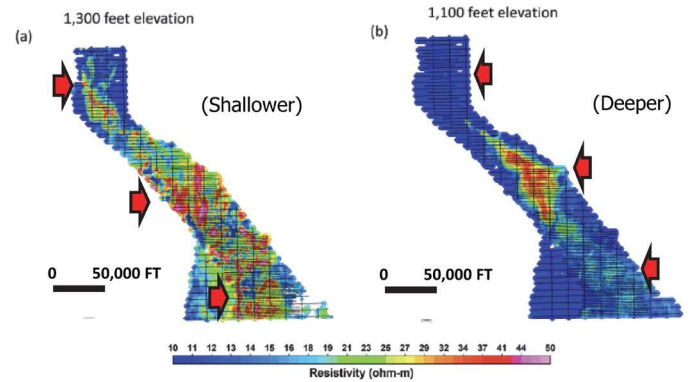 1,300 feet elevation
(a)
(Shallower)
0 50,000 FT
1,100 feet elevation
(b)
(Deeper)
0 50,000 FT
10 11 12 13 14 15 16 17 18 19 21 23 25 26 27 29 32 34 37 41 44 50
Resistivity (ohm-m)